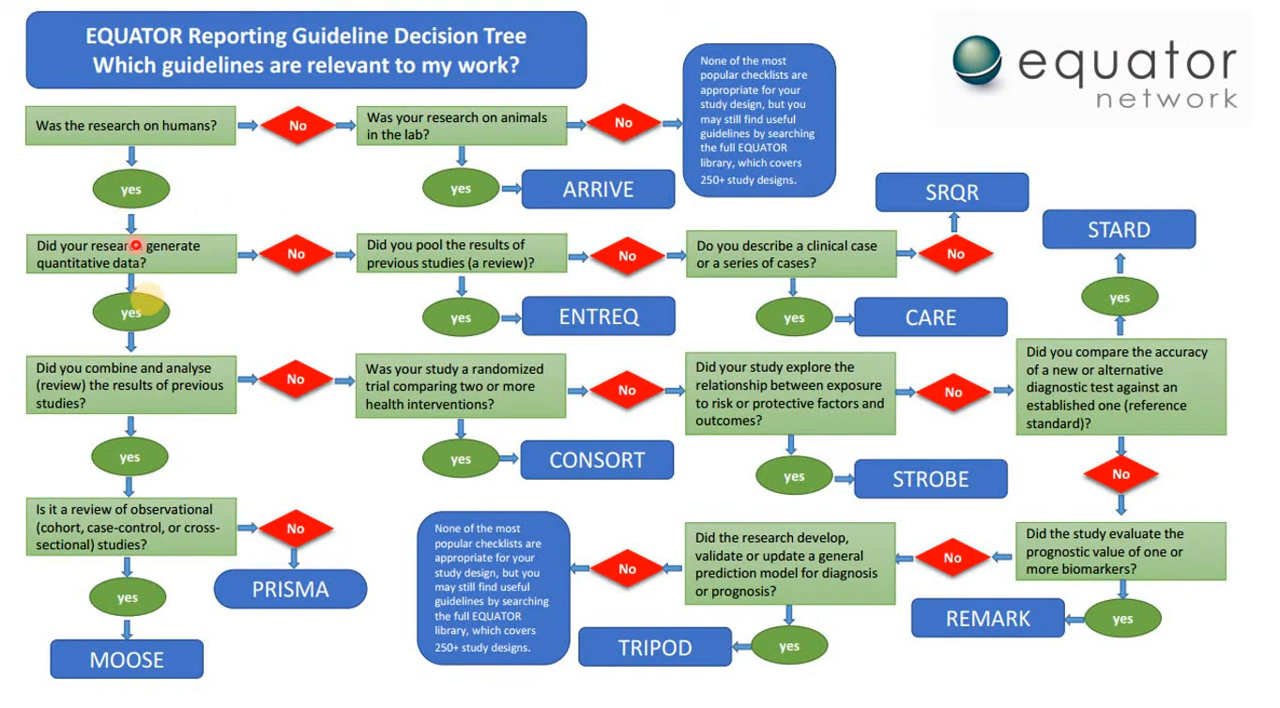 EQUATOR Reporting Guideline Decision Tree
Which guidelines are relevant to my work?
equator
network
Was the research on humans?
No
Was your research on animals
in the lab?
No
None of the most
popular checklists are
appropriate for your
study design, but you
may still find useful
guidelines by searching
the full EQUATOR
library, which covers
250+ study designs.
yes
yes
ARRIVE
SRQR
STARD
Did your resear generate
quantitative data?
No
Did you pool the results of
previous studies (a review)?
No
Do you describe a clinical case
or a series of cases?
No
yes
yes
ENTREQ
yes
CARE
yes
Did you combine and analyse
(review) the results of previous
studies?
No
Was your study a randomized
trial comparing two or more
health interventions?
No
Did your study explore the
relationship between exposure
to risk or protective factors and
outcomes?
No
Did you compare the accuracy
of a new or alternative
diagnostic test against an
established one (reference
standard)?
yes
yes
CONSORT
yes
STROBE
No
Is it a review of observational
(cohort, case-control, or cross-
sectional) studies?
No
PRISMA
None of the most
popular checklists are
appropriate for your
study design, but you
may still find useful
guidelines by searching
the full EQUATOR
library, which covers
250+ study designs.
No
Did the research develop,
validate or update a general
prediction model for diagnosis
or prognosis?
No
Did the study evaluate the
prognostic value of one or
more biomarkers?
yes
MOOSE
TRIPOD
yes
REMARK
yes